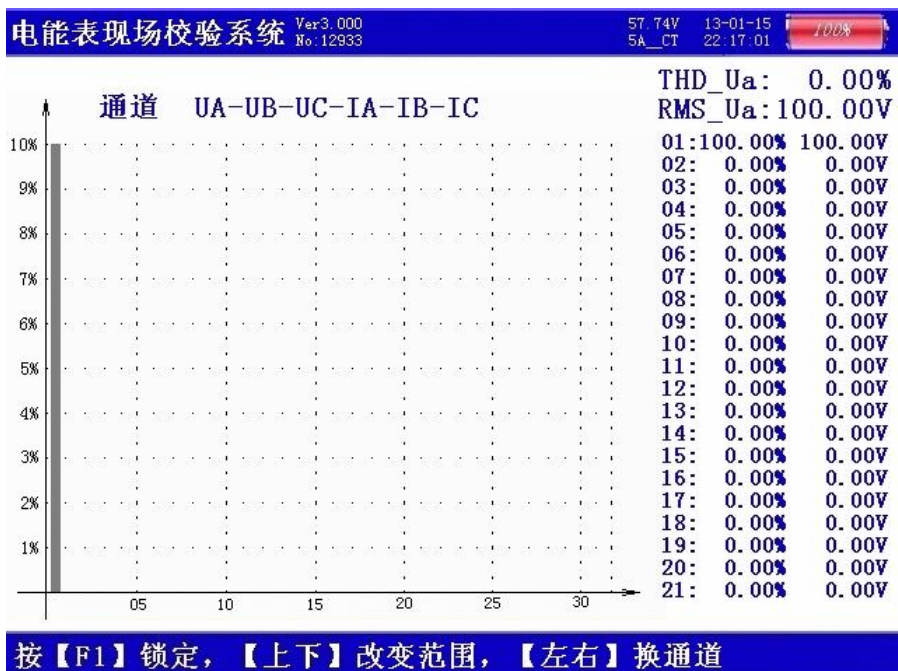 电能表现场校验系统 Ver3.000 No:12933
57.74V 13-01-15 100%
5A__CT 22:17:01
THD_Ua: 0.00%
RMS_Ua:100.00V
通道 UA-UB-UC-IA-IB-IC
01:100.00% 100.00V
02: 0.00% 0.00V
03: 0.00% 0.00V
04: 0.00% 0.00V
05: 0.00% 0.00V
06: 0.00% 0.00V
07: 0.00% 0.00V
08: 0.00% 0.00V
09: 0.00% 0.00V
10: 0.00% 0.00V
11: 0.00% 0.00V
12: 0.00% 0.00V
13: 0.00% 0.00V
14: 0.00% 0.00V
15: 0.00% 0.00V
16: 0.00% 0.00V
17: 0.00% 0.00V
18: 0.00% 0.00V
19: 0.00% 0.00V
20: 0.00% 0.00V
21: 0.00% 0.00V
10%
9%
8%
7%
6%
5%
4%
3%
2%
1%
05 10 15 20 25 30
按【F1】锁定，【上下】改变范围，【左右】换通道